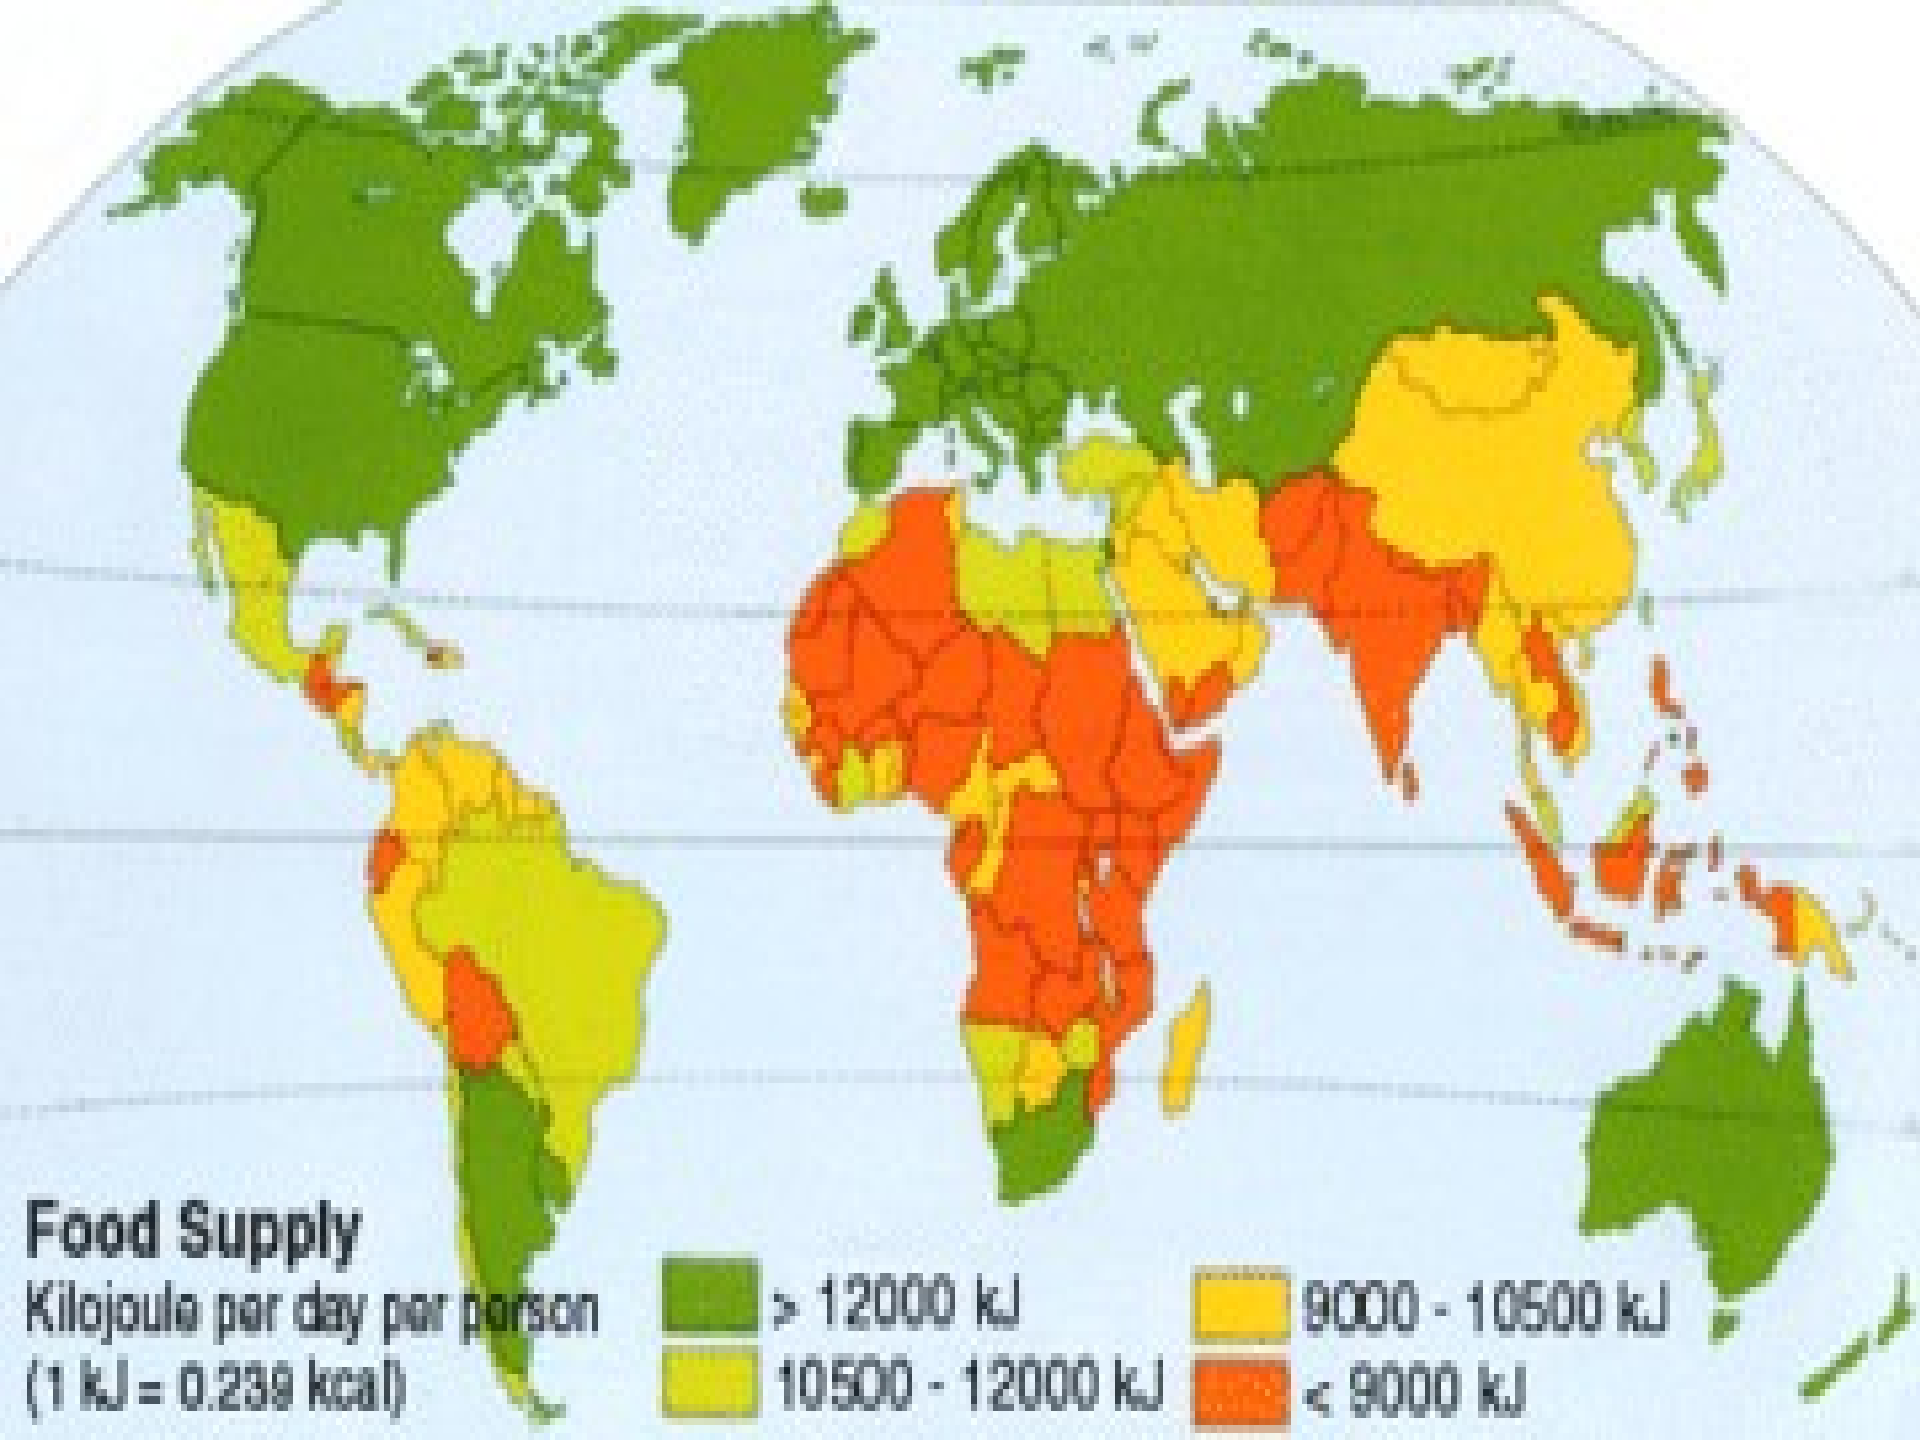 Food Supply
Kilojoule per day per person
(1 kJ = 0.239 kcal)
> 12000 kJ
10500 - 12000 kJ
9000 - 10500 kJ
< 9000 kJ